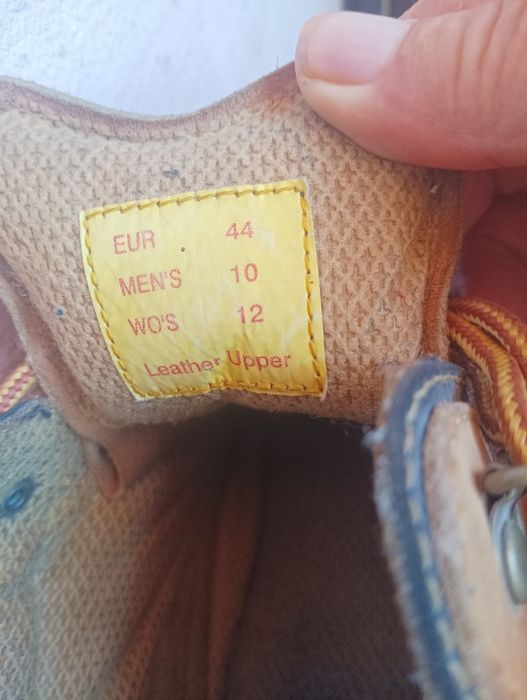 EUR 44
MEN'S 10
WO'S 12
Leather Upper